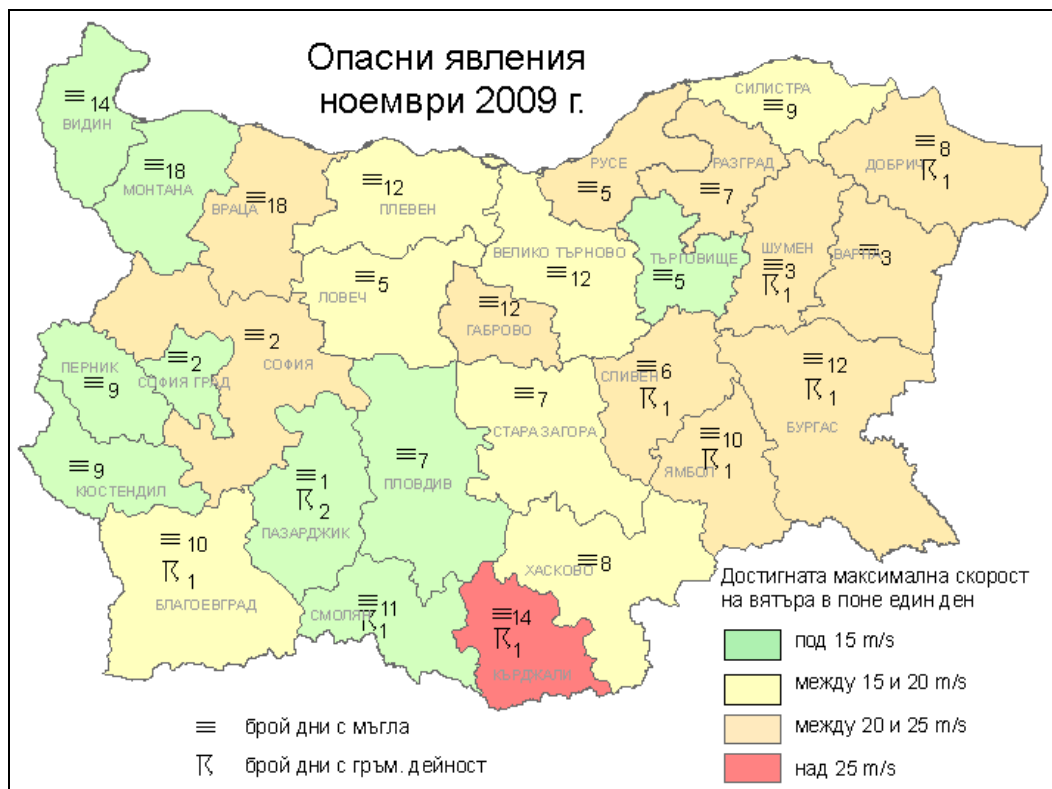 Опасни явления
ноември 2009 г.
14
ВИДИН
18
МОНТАНА
18
ВРАЦА
12
ПЛЕВЕН
5
ЛОВЕЧ
ВЕЛИКО ТЪРНОВО
12
12
ГАБРОВО
РУСЕ
5
РАЗГРАД
7
СИЛИСТРА
9
8
ДОБРИЧ
1
ТЪРГОВИЩЕ
5
ШУМЕН
3
1
ВАРНА
3
2
СОФИЯ
2
СОФИЯ ГРАД
ПЕРНИК
9
9
КЮСТЕНДИЛ
10
1
БЛАГОЕВГРАД
1
2
ПАЗАРДЖИК
7
ПЛОВДИВ
11
СМОЛЯН
1
7
СТАРА ЗАГОРА
6
СЛИВЕН
1
10
ЯМБОЛ
1
12
1
БУРГАС
8
ХАСКОВО
14
1
КЪРДЖАЛИ
Достигната максимална скорост
на вятъра в поне един ден
под 15 m/s
между 15 и 20 m/s
между 20 и 25 m/s
над 25 m/s
брой дни с мъгла
брой дни с гръм. дейност